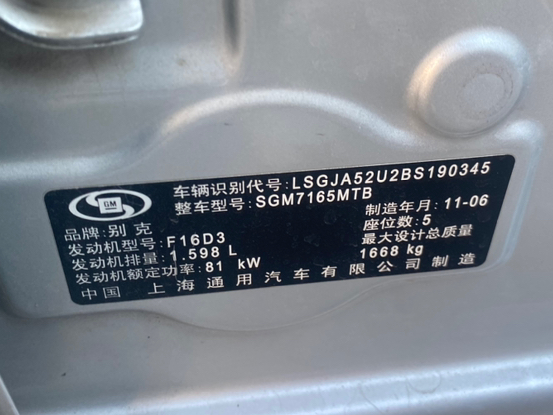 车辆识别代号:LSGJA52U2BS190345
整车型号:SGM7165MTB
GM
品牌:别克
制造年月:11-06
发动机型号:F16D3
座位数:5
发动机排量:1.598 L
最大设计总质量
发动机额定功率:81 kW
1668 kg
中国 上海通用汽车有限公司制造